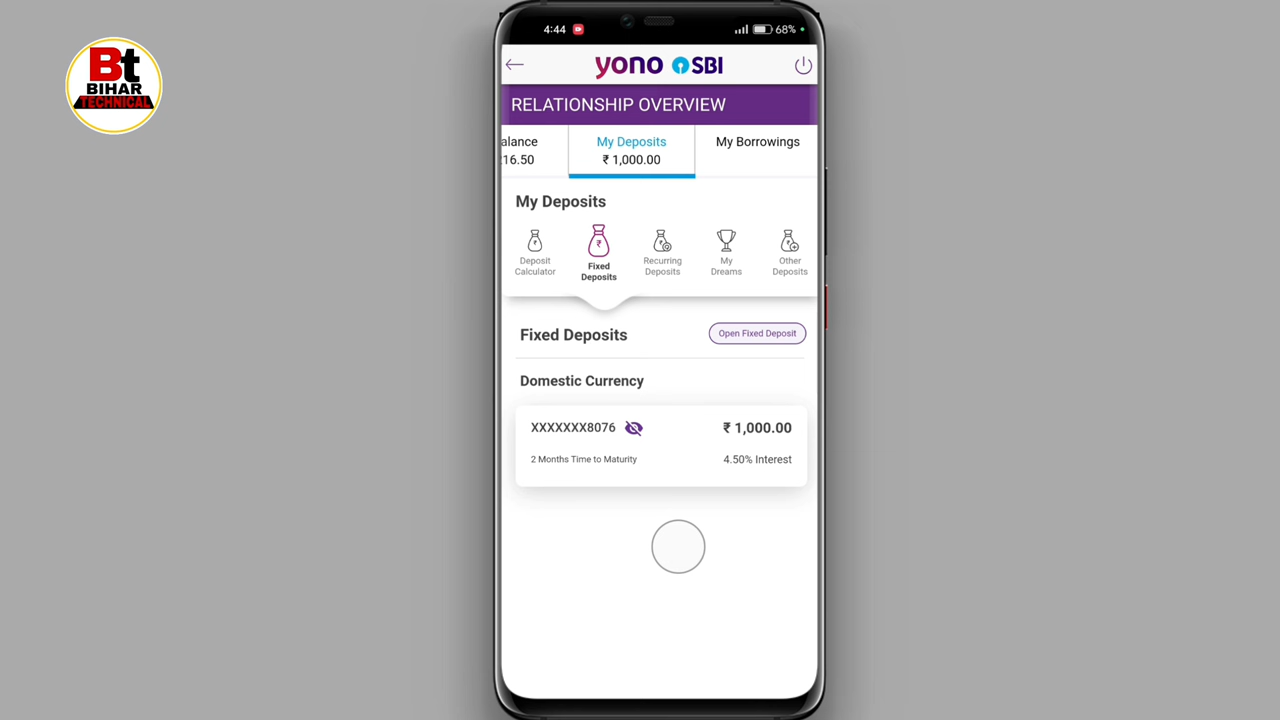 Bt
BIHAR
TECHNICAL
4:44
68%
yono SBI
RELATIONSHIP OVERVIEW
alance
16.50
My Deposits
₹ 1,000.00
My Borrowings
My Deposits
Deposit
Calculator
Fixed
Deposits
Recurring
Deposits
My
Dreams
Other
Deposits
Fixed Deposits
Open Fixed Deposit
Domestic Currency
XXXXXXX8076
₹ 1,000.00
2 Months Time to Maturity
4.50% Interest